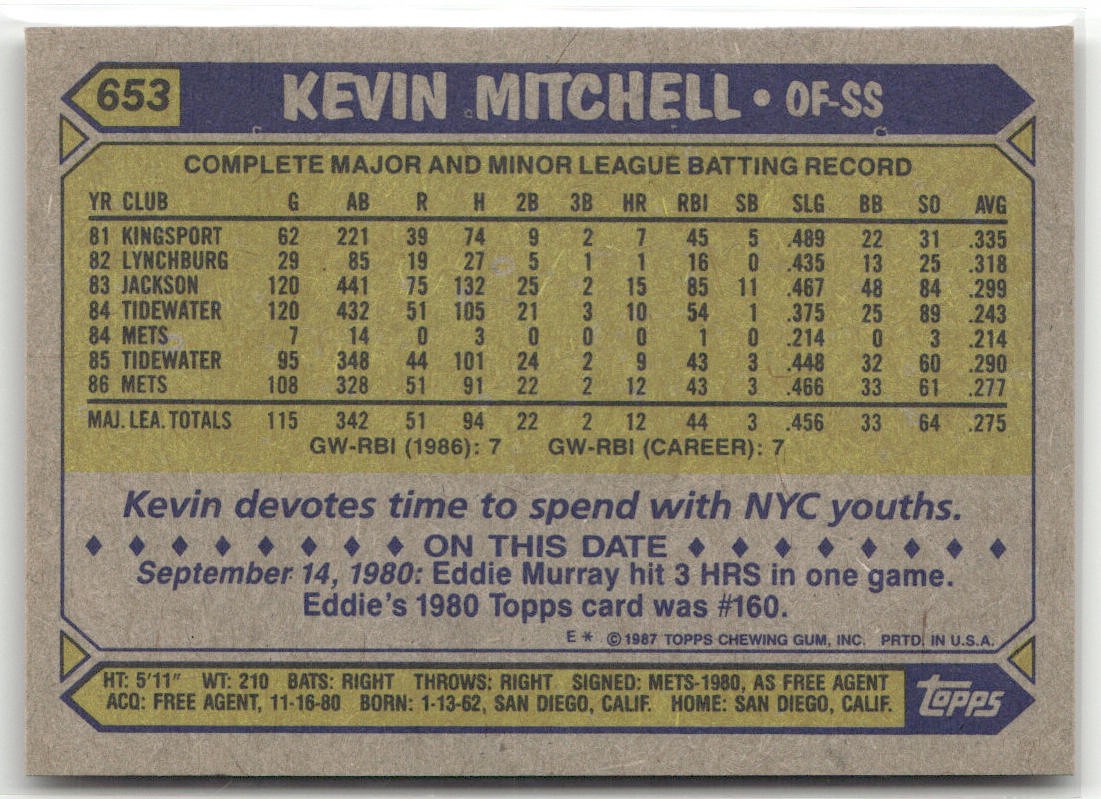 653 KEVIN MITCHELL • OF-SS
COMPLETE MAJOR AND MINOR LEAGUE BATTING RECORD
YR CLUB G AB R H 2B 3B HR RBI SB SLG BB SO AVG
81 KINGSPORT 62 221 39 74 9 2 7 45 5 .489 22 31 .335
82 LYNCHBURG 29 85 19 27 5 1 1 16 0 .435 13 25 .318
83 JACKSON 120 441 75 132 25 2 15 85 11 .467 48 84 .299
84 TIDEWATER 120 432 51 105 21 3 10 54 1 .375 25 89 .243
84 METS 7 14 0 3 0 0 0 1 0 .214 0 3 .214
85 TIDEWATER 95 348 44 101 24 2 9 43 3 .448 32 60 .290
86 METS 108 328 51 91 22 2 12 43 3 .466 33 61 .277
MAJ. LEA. TOTALS 115 342 51 94 22 2 12 44 3 .456 33 64 .275
GW-RBI (1986): 7 GW-RBI (CAREER): 7
Kevin devotes time to spend with NYC youths.
ON THIS DATE
September 14, 1980: Eddie Murray hit 3 HRS in one game.
Eddie's 1980 Topps card was #160.
E * © 1987 TOPPS CHEWING GUM, INC. PRTD. IN U.S.A.
HT: 5'11" WT: 210 BATS: RIGHT THROWS: RIGHT SIGNED: METS-1980, AS FREE AGENT
ACQ: FREE AGENT, 11-16-80 BORN: 1-13-62, SAN DIEGO, CALIF. HOME: SAN DIEGO, CALIF.
topps